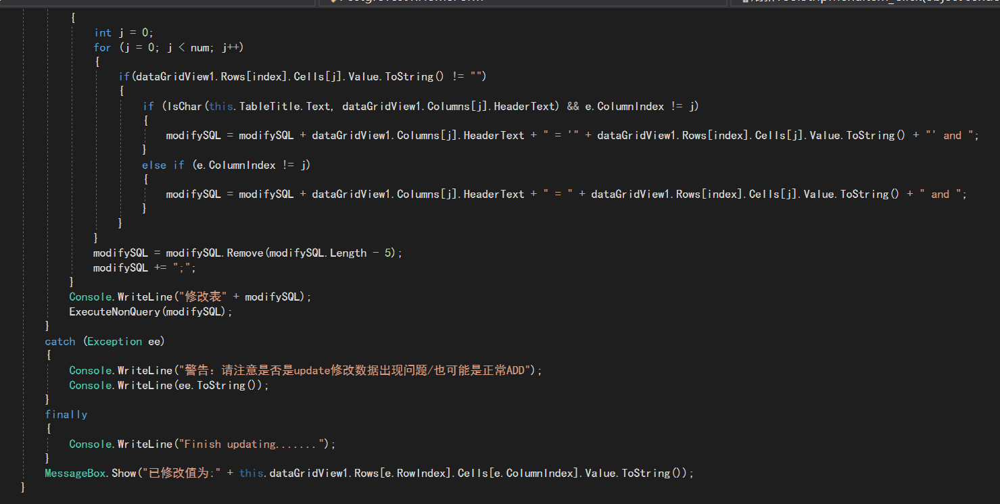 {
int j = 0;
for (j = 0; j < num; j++)
{
if(dataGridView1.Rows[index].Cells[j].Value.ToString() != "")
{
if (IsChar(this.TableTitle.Text, dataGridView1.Columns[j].HeaderText) && e.ColumnIndex != j)
{
modifySQL = modifySQL + dataGridView1.Columns[j].HeaderText + " = '" + dataGridView1.Rows[index].Cells[j].Value.ToString() + "' and ";
}
else if (e.ColumnIndex != j)
{
modifySQL = modifySQL + dataGridView1.Columns[j].HeaderText + " = " + dataGridView1.Rows[index].Cells[j].Value.ToString() + " and ";
}
}
}
modifySQL = modifySQL.Remove(modifySQL.Length - 5);
modifySQL += ";";
}
Console.WriteLine("修改表" + modifySQL);
ExecuteNonQuery(modifySQL);
}
catch (Exception ee)
{
Console.WriteLine("警告：请注意是否是update修改数据出现问题/也可能是正常ADD");
Console.WriteLine(ee.ToString());
}
finally
{
Console.WriteLine("Finish updating.......");
}
MessageBox.Show("已修改值为:" + this.dataGridView1.Rows[e.RowIndex].Cells[e.ColumnIndex].Value.ToString());
}